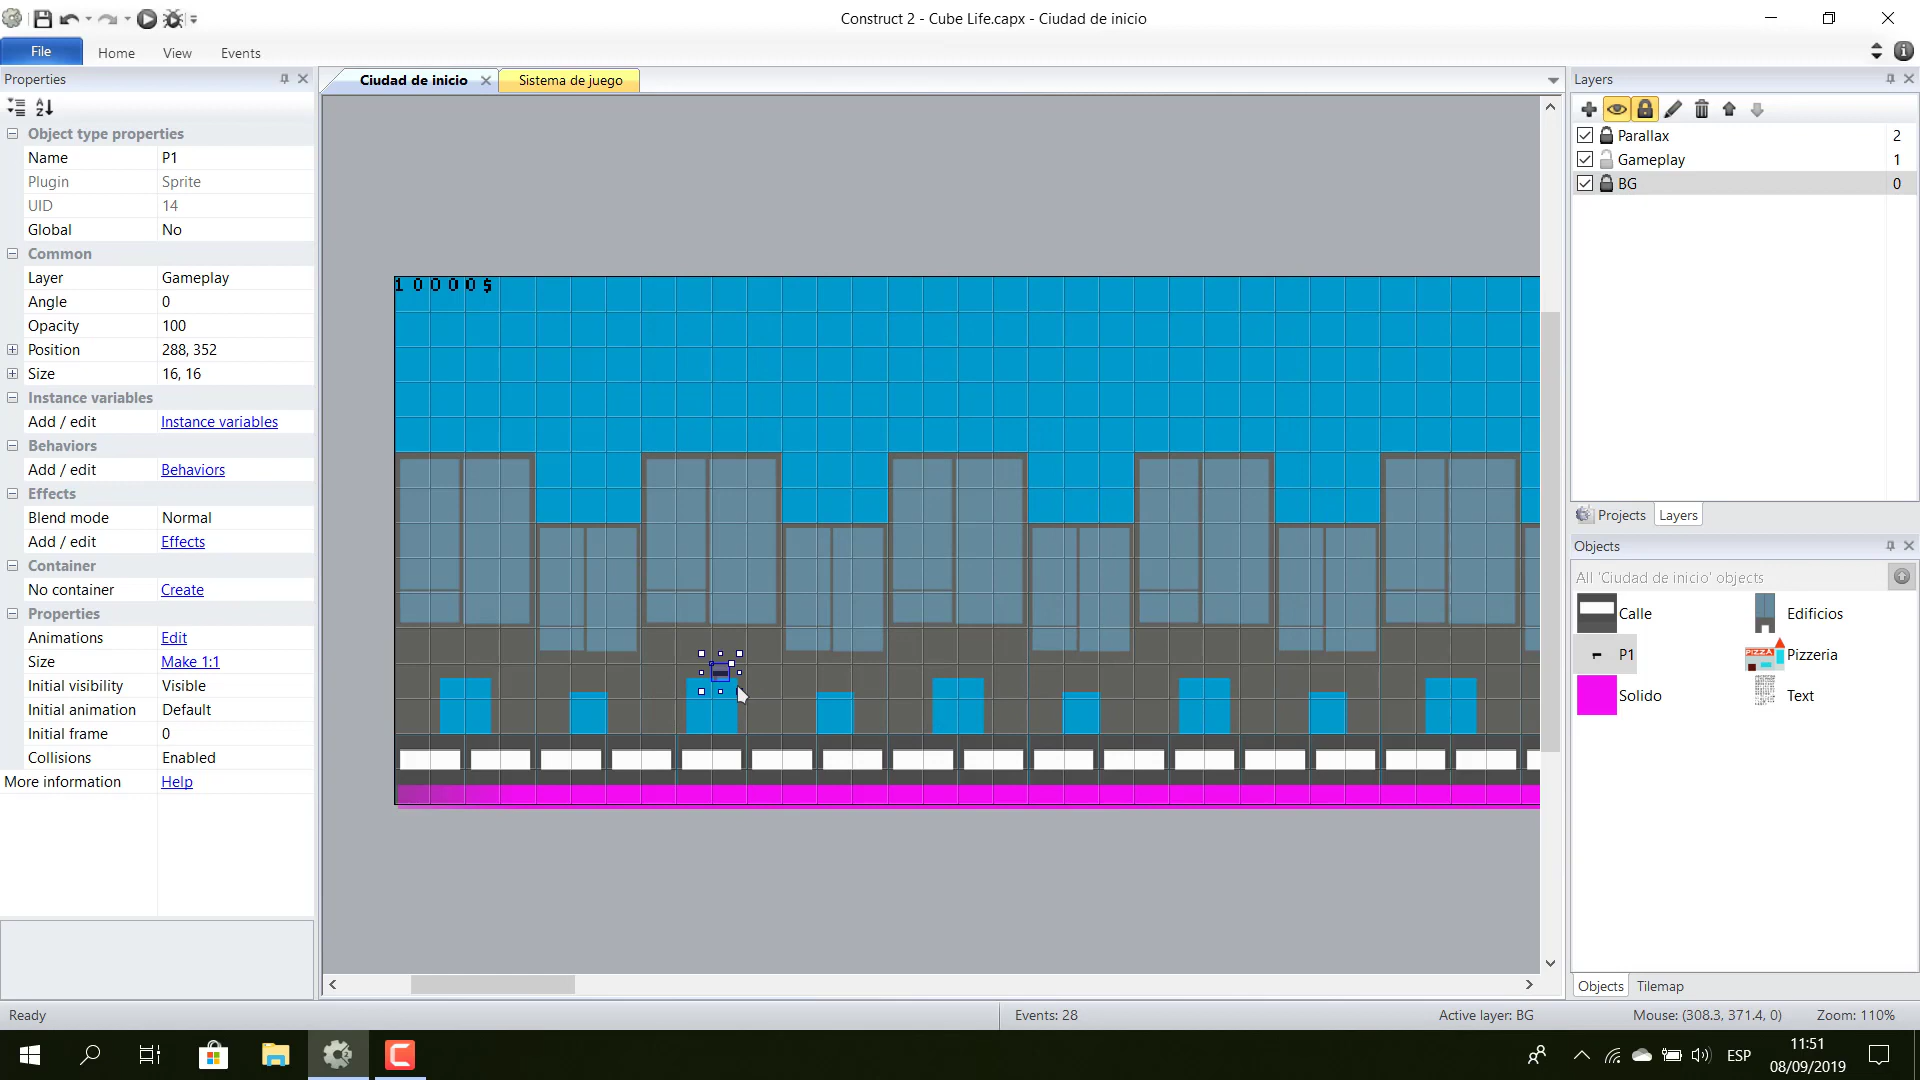 Construct 2 - Cube Life.capx - Ciudad de inicio
File
Home
View
Events
Properties
Object type properties
Name P1
Plugin Sprite
UID 14
Global No
Common
Layer Gameplay
Angle 0
Opacity 100
Position 288, 352
Size 16, 16
Instance variables
Add / edit Instance variables
Behaviors
Add / edit Behaviors
Effects
Blend mode Normal
Add / edit Effects
Container
No container Create
Properties
Animations Edit
Size Make 1:1
Initial visibility Visible
Initial animation Default
Initial frame 0
Collisions Enabled
More information Help
Ciudad de inicio
Sistema de juego
10000$
Layers
Parallax 2
Gameplay 1
BG 0
Projects
Layers
Objects
All 'Ciudad de inicio' objects
Calle
Edificios
P1
PIZZA
Pizzeria
Solido
Text
Objects
Tilemap
Ready
Events: 28
Active layer: BG
Mouse: (308.3, 371.4, 0)
Zoom: 110%
ESP
11:51
08/09/2019